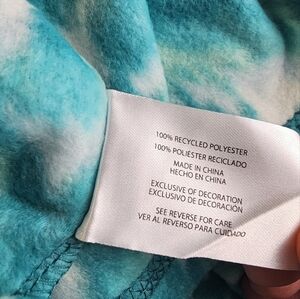 100% RECYCLED POLYESTER
100% POLIÉSTER RECICLADO
MADE IN CHINA
HECHO EN CHINA
EXCLUSIVE OF DECORATION
EXCLUSIVO DE DECORACIÓN
SEE REVERSE FOR CARE
VER AL REVERSO PARA CUIDADO